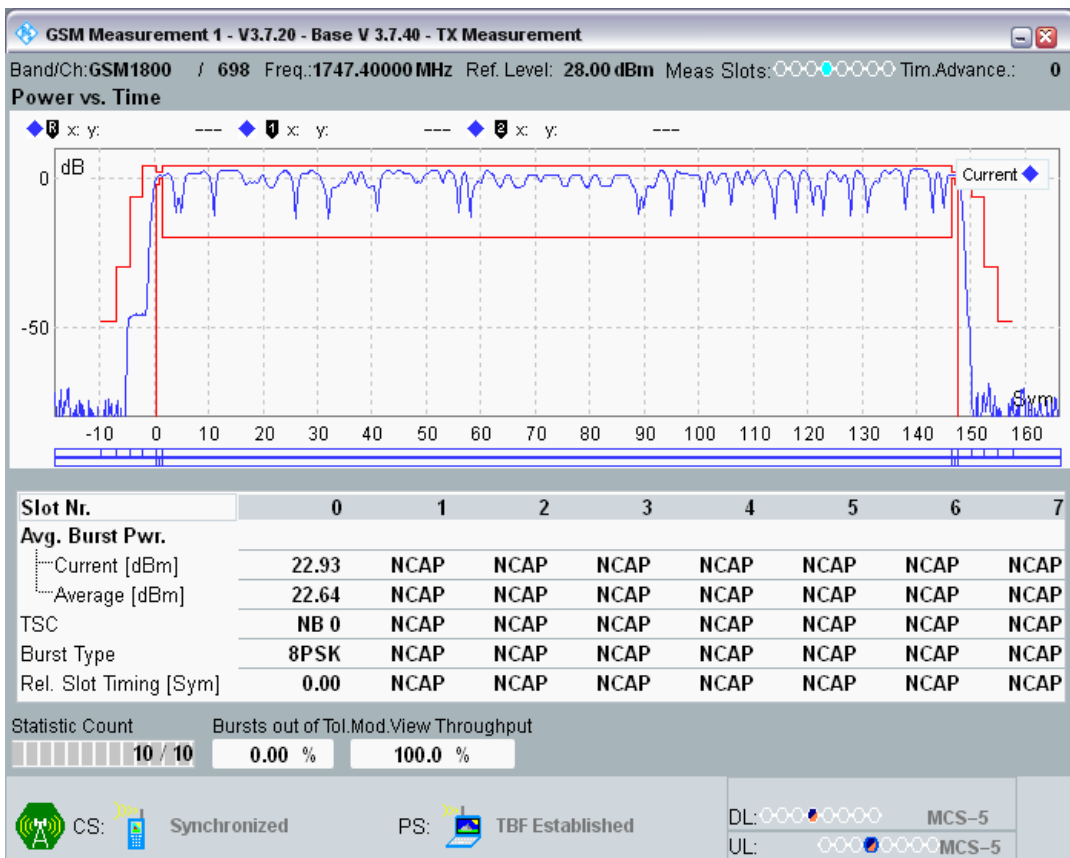 GSM Measurement 1 - V3.7.20 - Base V 3.7.40 - TX Measurement
Band/Ch:GSM1800 / 698 Freq.:1747.40000 MHz Ref. Level: 28.00 dBm Meas Slots: Tim.Advance.: 0
Power vs. Time
R x: y: --- 1 x: y: --- 2 x: y: ---
dB
Current
0
-50
Sym
-10 0 10 20 30 40 50 60 70 80 90 100 110 120 130 140 150 160
Slot Nr. 0 1 2 3 4 5 6 7
Avg. Burst Pwr.
Current [dBm] 22.93 NCAP NCAP NCAP NCAP NCAP NCAP NCAP
Average [dBm] 22.64 NCAP NCAP NCAP NCAP NCAP NCAP NCAP
TSC NB 0 NCAP NCAP NCAP NCAP NCAP NCAP NCAP
Burst Type 8PSK NCAP NCAP NCAP NCAP NCAP NCAP NCAP
Rel. Slot Timing [Sym] 0.00 NCAP NCAP NCAP NCAP NCAP NCAP NCAP
Statistic Count Bursts out of Tol.Mod.View Throughput
10 / 10 0.00 % 100.0 %
CS: Synchronized PS: TBF Established DL: MCS-5
UL: MCS-5